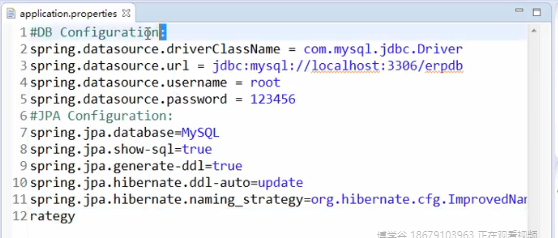 application.properties
1 #DB Configuration:
2 spring.datasource.driverClassName = com.mysql.jdbc.Driver
3 spring.datasource.url = jdbc:mysql://localhost:3306/erpdb
4 spring.datasource.username = root
5 spring.datasource.password = 123456
6 #JPA Configuration:
7 spring.jpa.database=MySQL
8 spring.jpa.show-sql=true
9 spring.jpa.generate-ddl=true
10 spring.jpa.hibernate.ddl-auto=update
11 spring.jpa.hibernate.naming_strategy=org.hibernate.cfg.ImprovedNam
12 rategy
博学谷 18679103963 正在观看视频